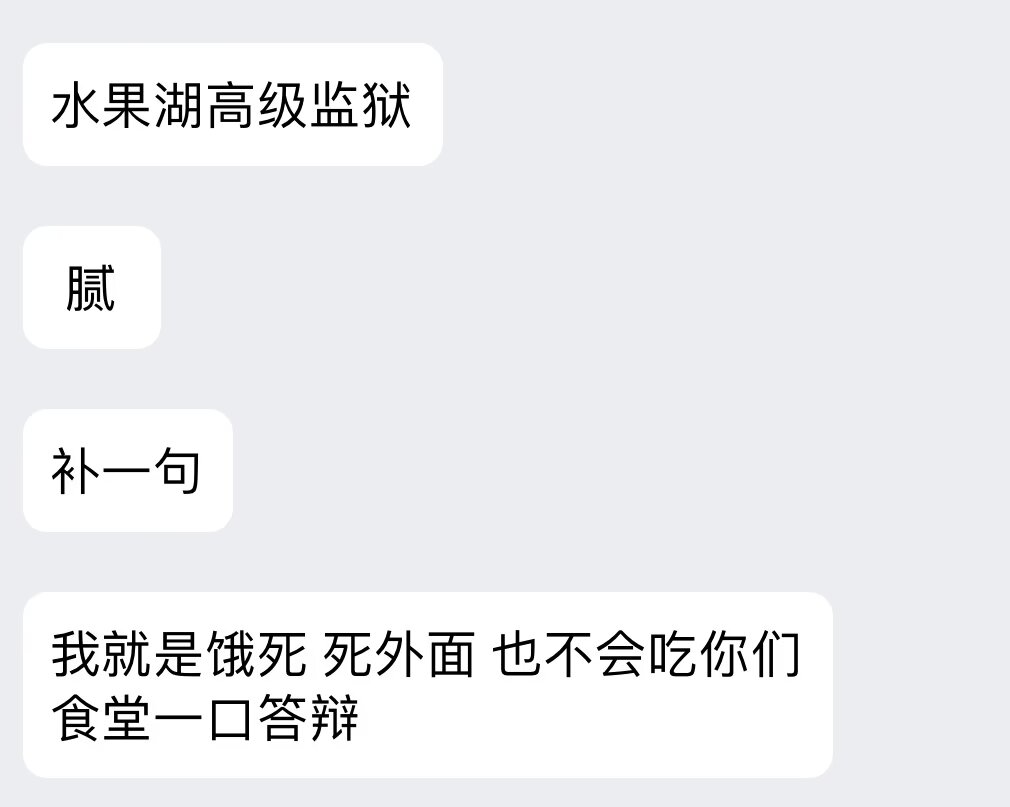 水果湖高级监狱
腻
补一句
我就是饿死 死外面 也不会吃你们
食堂一口答辩